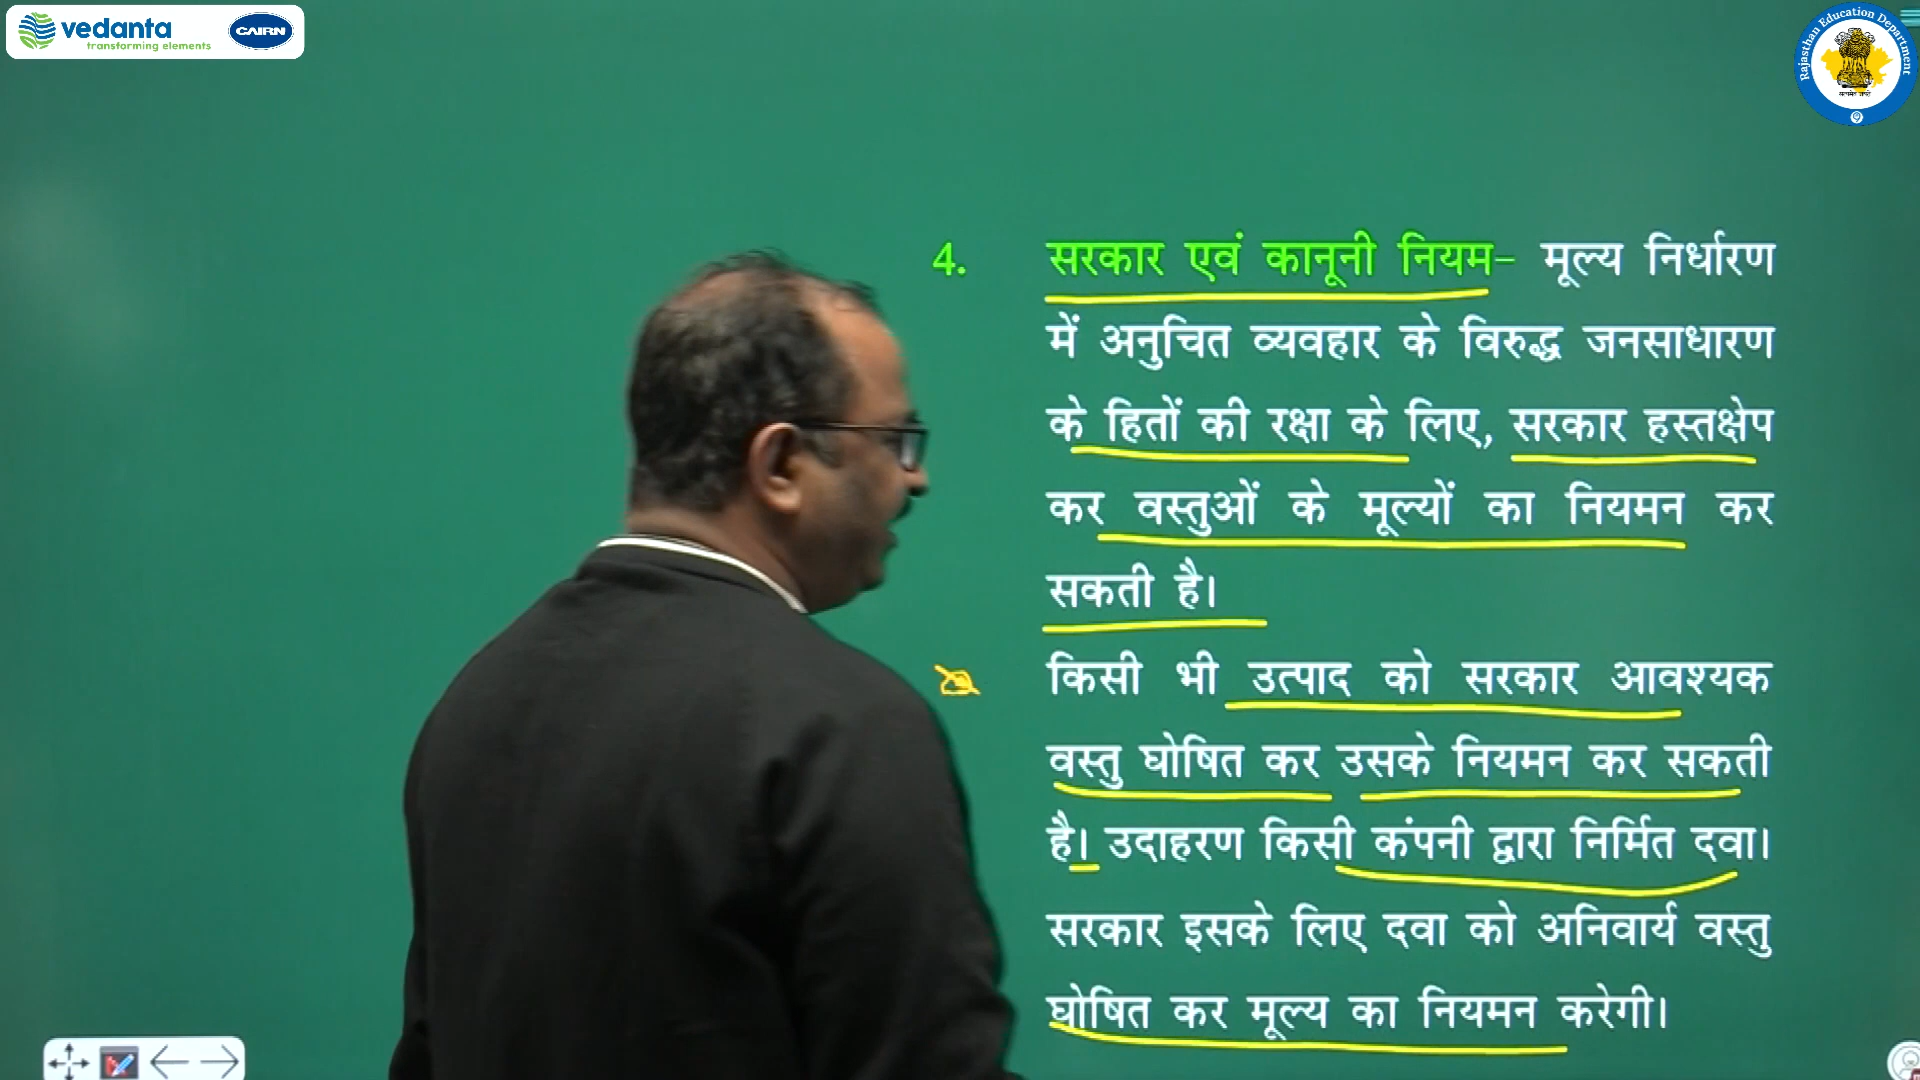 vedanta
transforming elements
CAIRN
Rajasthan Education Department
4. सरकार एवं कानूनी नियम- मूल्य निर्धारण
में अनुचित व्यवहार के विरुद्ध जनसाधारण
के हितों की रक्षा के लिए, सरकार हस्तक्षेप
कर वस्तुओं के मूल्यों का नियमन कर
सकती है।
किसी भी उत्पाद को सरकार आवश्यक
वस्तु घोषित कर उसके नियमन कर सकती
है। उदाहरण किसी कंपनी द्वारा निर्मित दवा।
सरकार इसके लिए दवा को अनिवार्य वस्तु
घोषित कर मूल्य का नियमन करेगी।